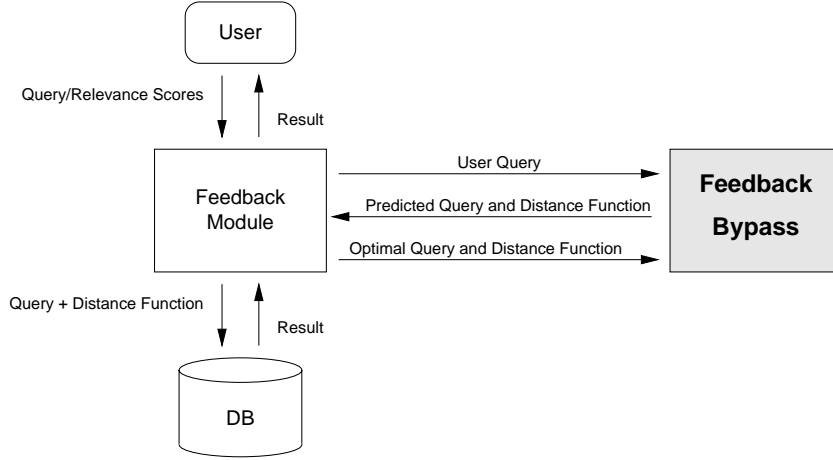 User
Query/Relevance Scores
Result
User Query
Feedback
Module
Feedback
Bypass
Predicted Query and Distance Function
Optimal Query and Distance Function
Query + Distance Function
Result
DB